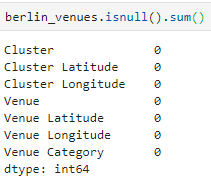 berlin_venues.isnull().sum()
Cluster 0
Cluster Latitude 0
Cluster Longitude 0
Venue 0
Venue Latitude 0
Venue Longitude 0
Venue Category 0
dtype: int64